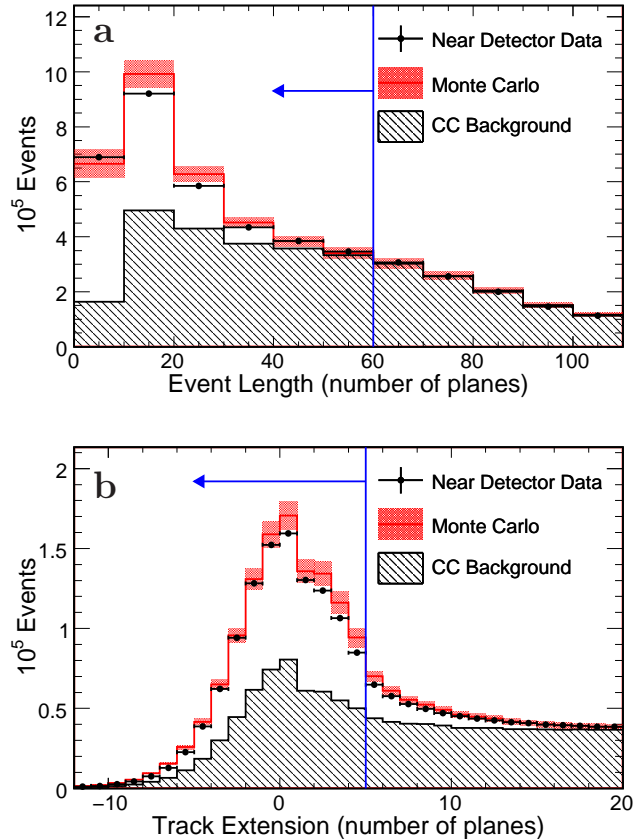 a
Near Detector Data
Monte Carlo
CC Background
10⁵ Events
0 2 4 6 8 10 12
0 20 40 60 80 100
Event Length (number of planes)
b
Near Detector Data
Monte Carlo
CC Background
10⁵ Events
0 0.5 1 1.5 2
−10 0 10 20
Track Extension (number of planes)